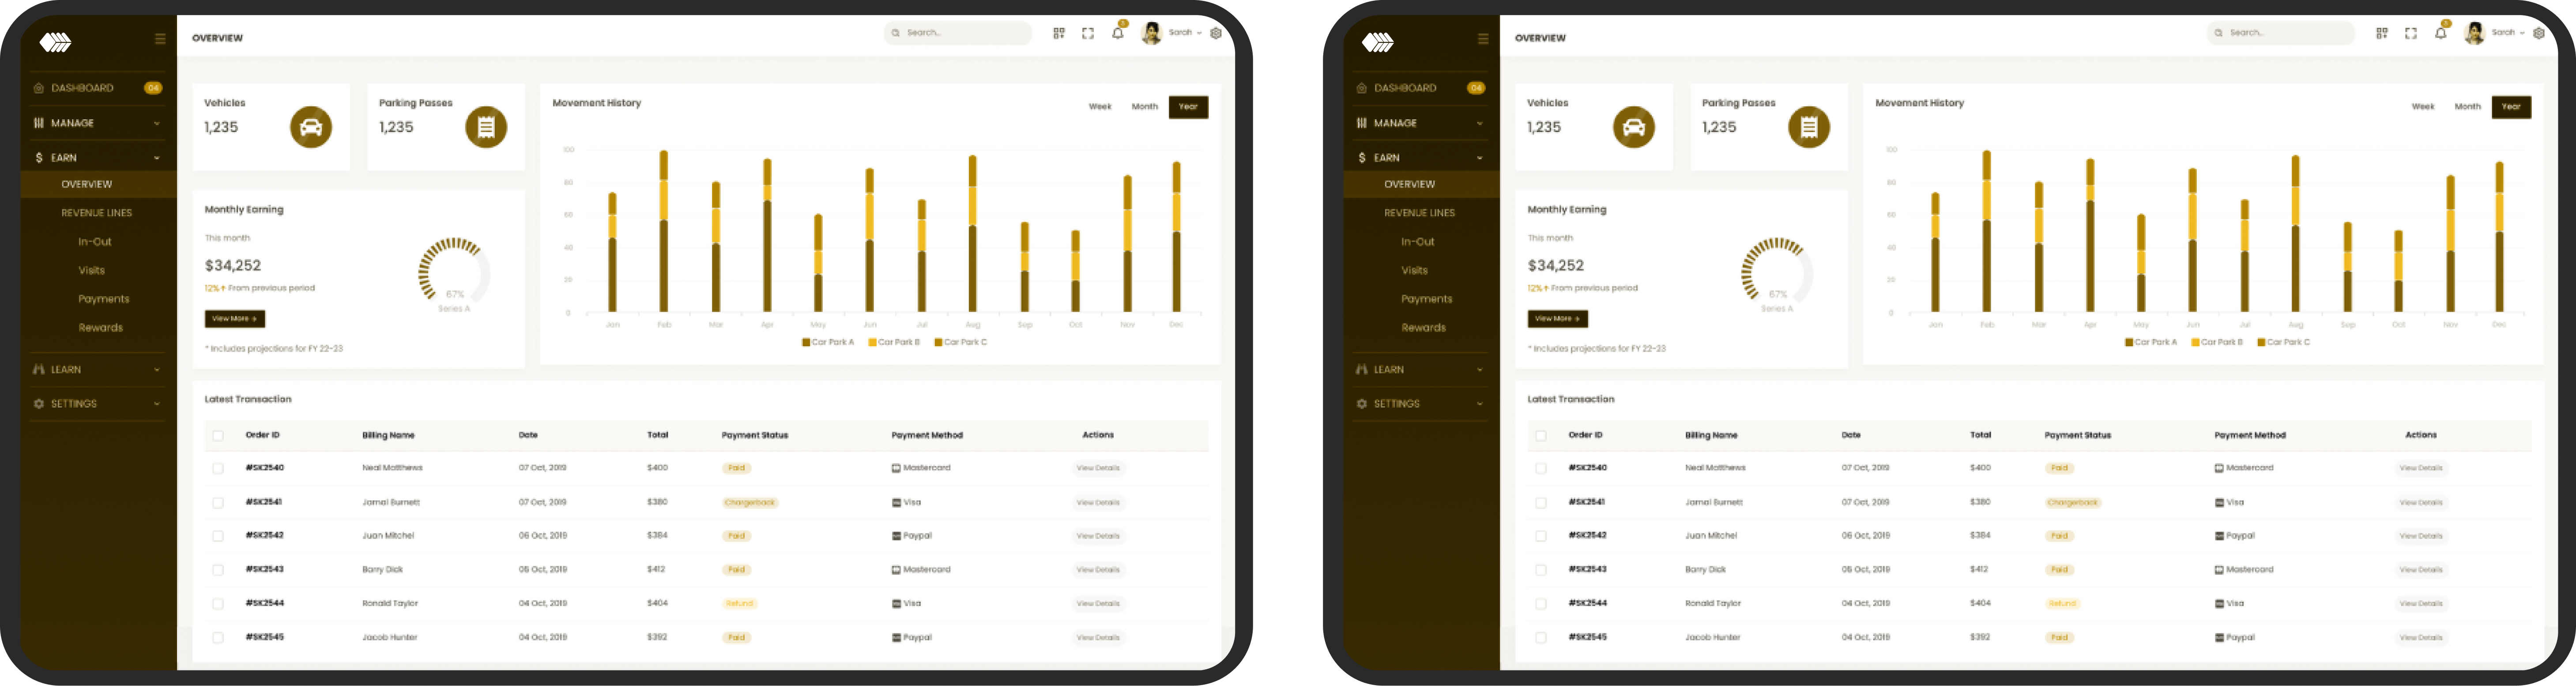 OVERVIEW
Search...
5
Sarah
DASHBOARD
04
MANAGE
$ EARN
OVERVIEW
REVENUE LINES
In-Out
Visits
Payments
Rewards
LEARN
SETTINGS
Vehicles
1,235
Parking Passes
1,235
Monthly Earning
This month
$34,252
12%↑ From previous period
View More →
* Includes projections for FY 22-23
67%
Series A
Movement History
Week Month Year
100
80
60
40
20
0
Jan Feb Mar Apr May Jun Jul Aug Sep Oct Nov Dec
Car Park A Car Park B Car Park C
Latest Transaction
Order ID Billing Name Date Total Payment Status Payment Method Actions
#SK2540 Neal Matthews 07 Oct, 2019 $400 Paid Mastercard View Details
#SK2541 Jamal Burnett 07 Oct, 2019 $380 Chargerback Visa View Details
#SK2542 Juan Mitchel 06 Oct, 2019 $384 Paid Paypal View Details
#SK2543 Barry Dick 05 Oct, 2019 $412 Paid Mastercard View Details
#SK2544 Ronald Taylor 04 Oct, 2019 $404 Refund Visa View Details
#SK2545 Jacob Hunter 04 Oct, 2019 $392 Paid Paypal View Details
OVERVIEW
Search...
5
Sarah
DASHBOARD
04
MANAGE
$ EARN
OVERVIEW
REVENUE LINES
In-Out
Visits
Payments
Rewards
LEARN
SETTINGS
Vehicles
1,235
Parking Passes
1,235
Monthly Earning
This month
$34,252
12%↑ From previous period
View More →
* Includes projections for FY 22-23
67%
Series A
Movement History
Week Month Year
100
80
60
40
20
0
Jan Feb Mar Apr May Jun Jul Aug Sep Oct Nov Dec
Car Park A Car Park B Car Park C
Latest Transaction
Order ID Billing Name Date Total Payment Status Payment Method Actions
#SK2540 Neal Matthews 07 Oct, 2019 $400 Paid Mastercard View Details
#SK2541 Jamal Burnett 07 Oct, 2019 $380 Chargerback Visa View Details
#SK2542 Juan Mitchel 06 Oct, 2019 $384 Paid Paypal View Details
#SK2543 Barry Dick 05 Oct, 2019 $412 Paid Mastercard View Details
#SK2544 Ronald Taylor 04 Oct, 2019 $404 Refund Visa View Details
#SK2545 Jacob Hunter 04 Oct, 2019 $392 Paid Paypal View Details